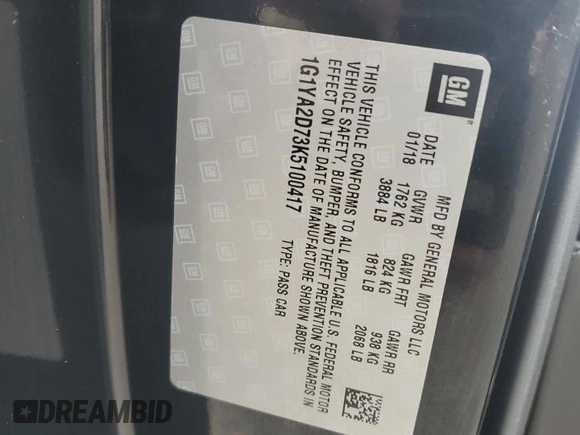 GM
MFD BY GENERAL MOTORS LLC
DATE GVWR GAWR FRT GAWR RR
01/18 1762 KG 824 KG 938 KG
3884 LB 1816 LB 2068 LB
THIS VEHICLE CONFORMS TO ALL APPLICABLE U.S. FEDERAL MOTOR
VEHICLE SAFETY, BUMPER, AND THEFT PREVENTION STANDARDS IN
EFFECT ON THE DATE OF MANUFACTURE SHOWN ABOVE.
1G1YA2D73K5100417 TYPE: PASS CAR
DREAMBID